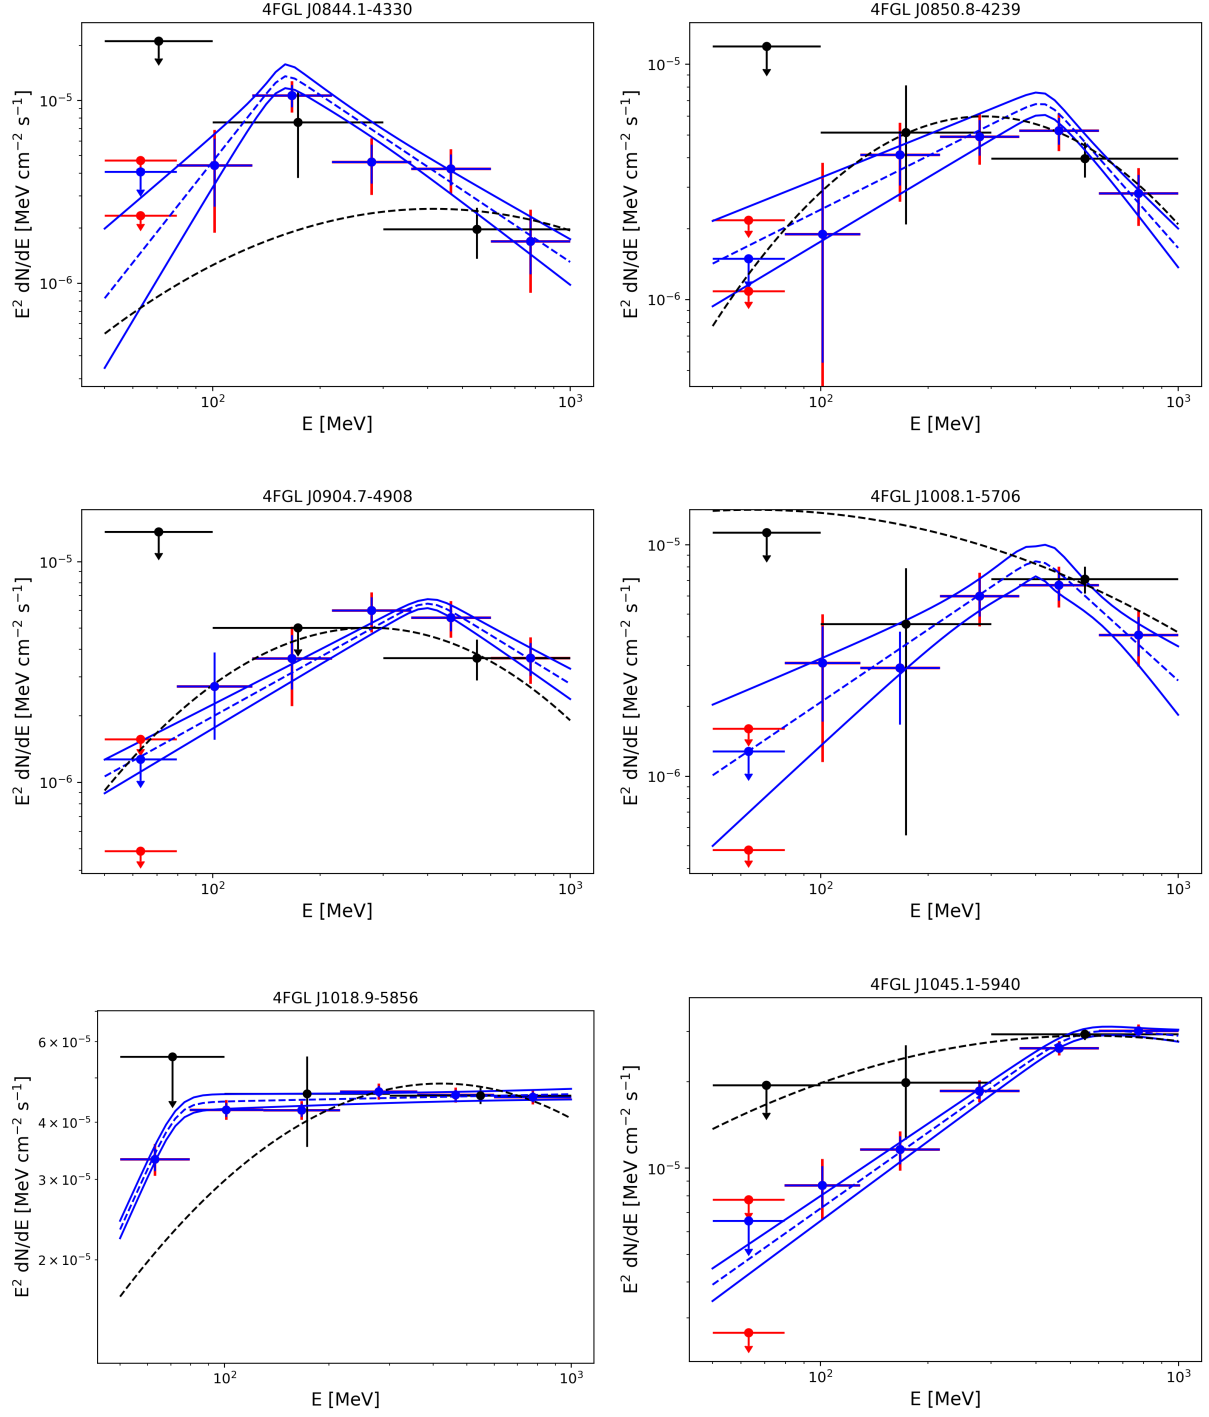 4FGL J0844.1-4330
E² dN/dE [MeV cm⁻² s⁻¹]
10⁻⁵
10⁻⁶
10² 10³
E [MeV]
4FGL J0850.8-4239
E² dN/dE [MeV cm⁻² s⁻¹]
10⁻⁵
10⁻⁶
10² 10³
E [MeV]
4FGL J0904.7-4908
E² dN/dE [MeV cm⁻² s⁻¹]
10⁻⁵
10⁻⁶
10² 10³
E [MeV]
4FGL J1008.1-5706
E² dN/dE [MeV cm⁻² s⁻¹]
10⁻⁵
10⁻⁶
10² 10³
E [MeV]
4FGL J1018.9-5856
E² dN/dE [MeV cm⁻² s⁻¹]
6 × 10⁻⁵
4 × 10⁻⁵
3 × 10⁻⁵
2 × 10⁻⁵
10² 10³
E [MeV]
4FGL J1045.1-5940
E² dN/dE [MeV cm⁻² s⁻¹]
10⁻⁵
10² 10³
E [MeV]